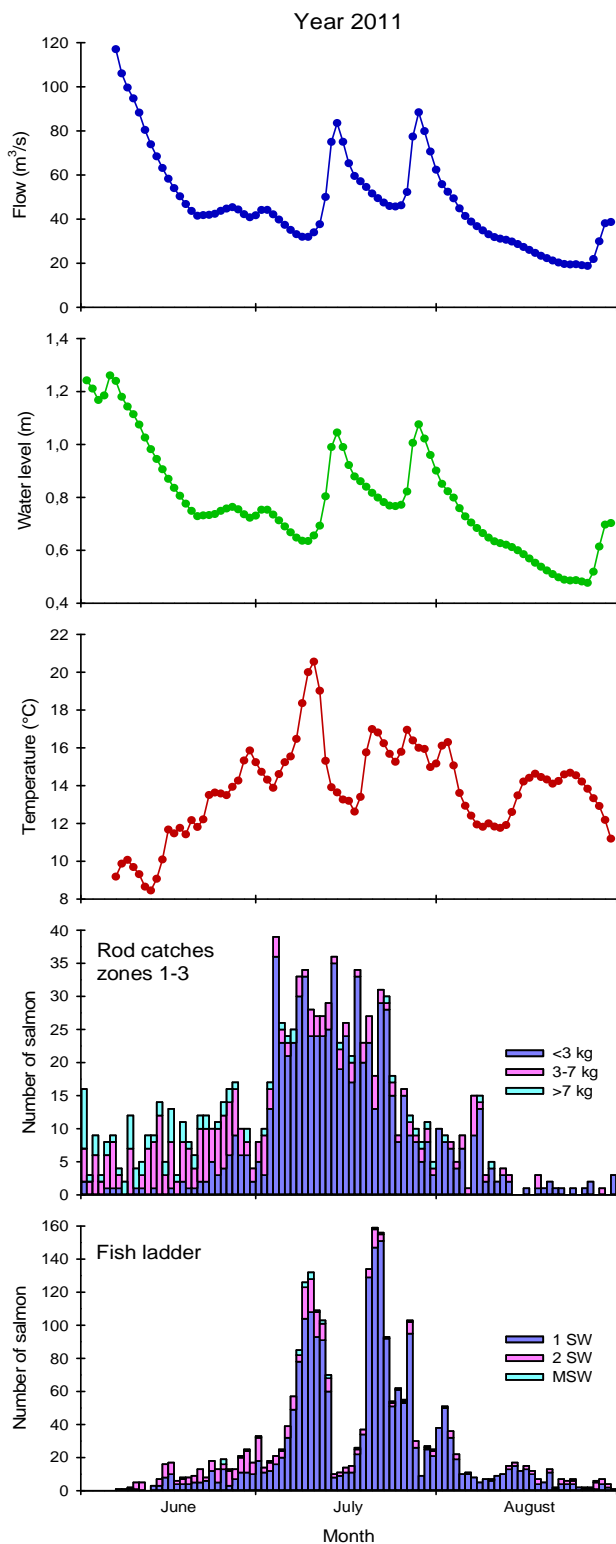 Year 2011
120
100
80
60
40
20
0
Flow (m³/s)
1,4
1,2
1,0
0,8
0,6
0,4
Water level (m)
22
20
18
16
14
12
10
8
Temperature (°C)
40
35
30
25
20
15
10
5
0
Number of salmon
Rod catches
zones 1-3
<3 kg
3-7 kg
>7 kg
160
140
120
100
80
60
40
20
0
Number of salmon
Fish ladder
1 SW
2 SW
MSW
June July August
Month